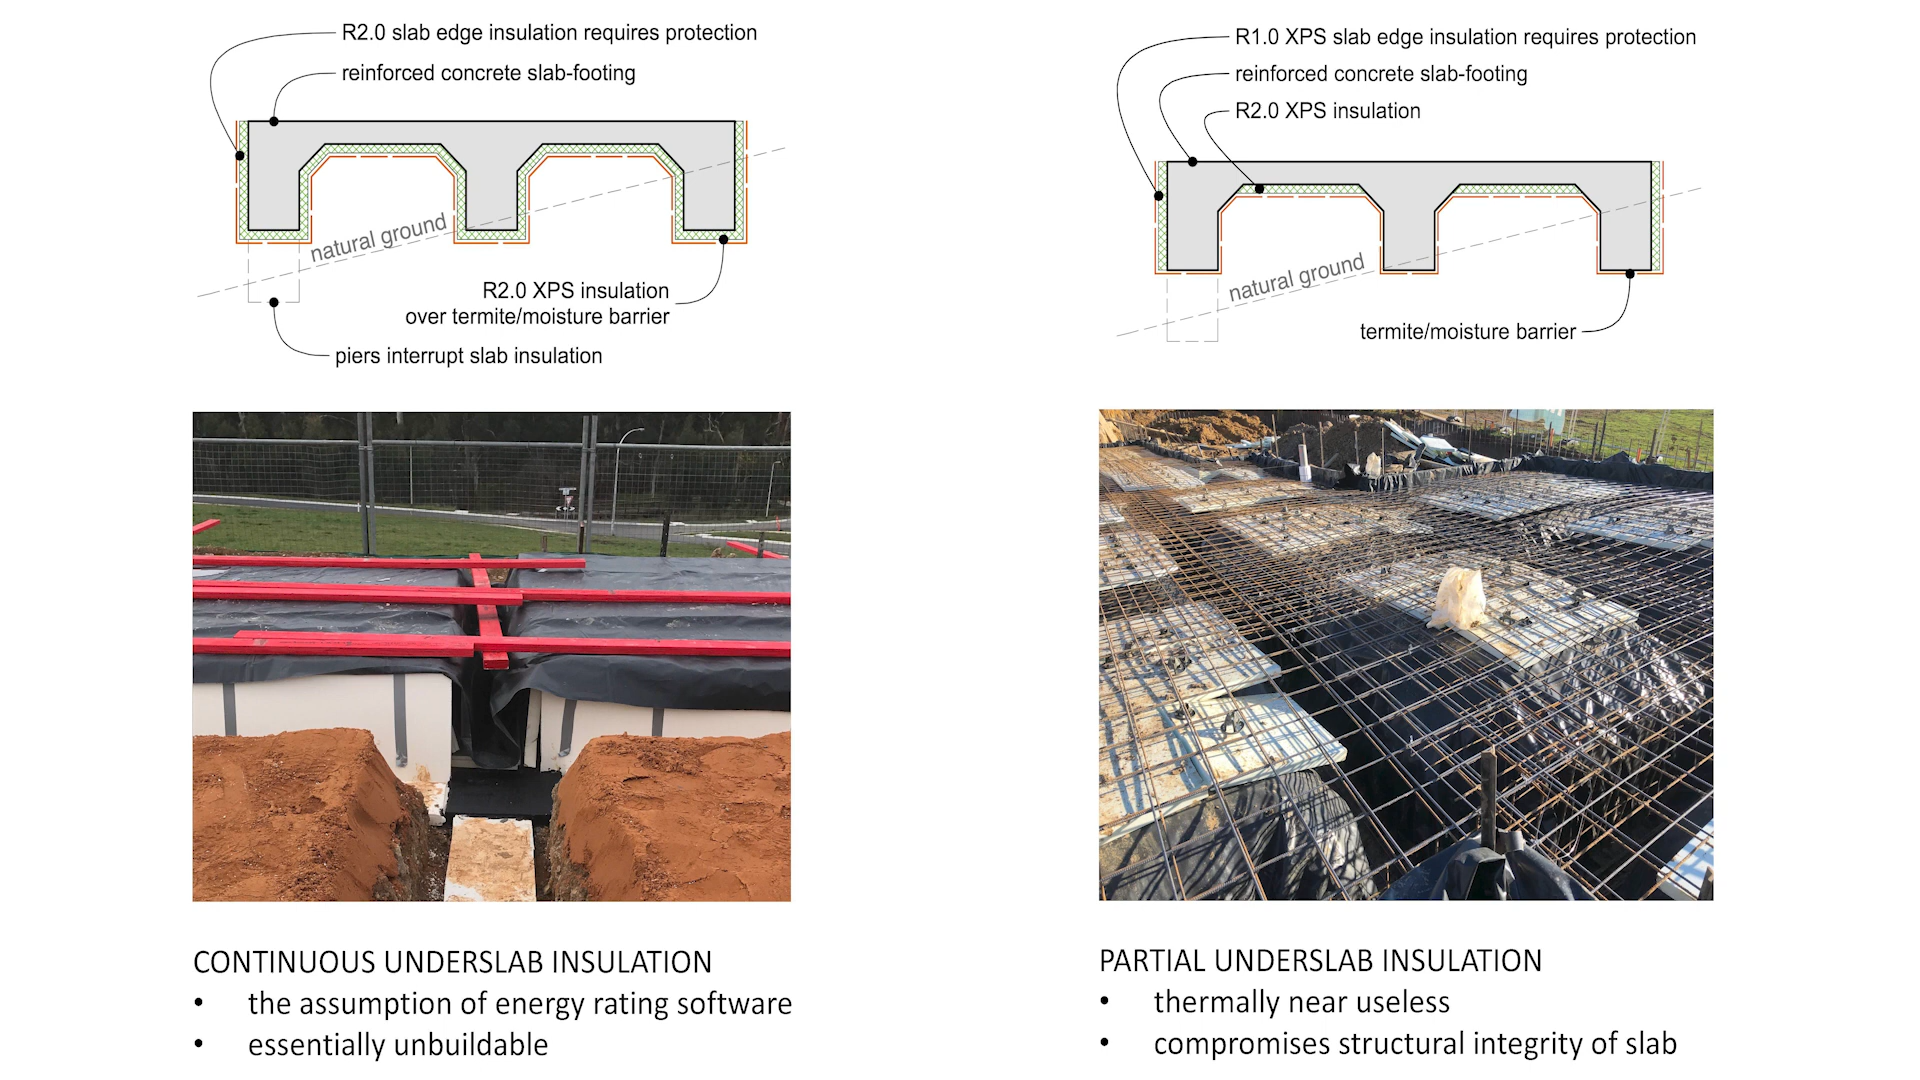 R2.0 slab edge insulation requires protection
reinforced concrete slab-footing
natural ground
R2.0 XPS insulation
over termite/moisture barrier
piers interrupt slab insulation
R1.0 XPS slab edge insulation requires protection
reinforced concrete slab-footing
R2.0 XPS insulation
natural ground
termite/moisture barrier
CONTINUOUS UNDERSLAB INSULATION
• the assumption of energy rating software
• essentially unbuildable
PARTIAL UNDERSLAB INSULATION
• thermally near useless
• compromises structural integrity of slab